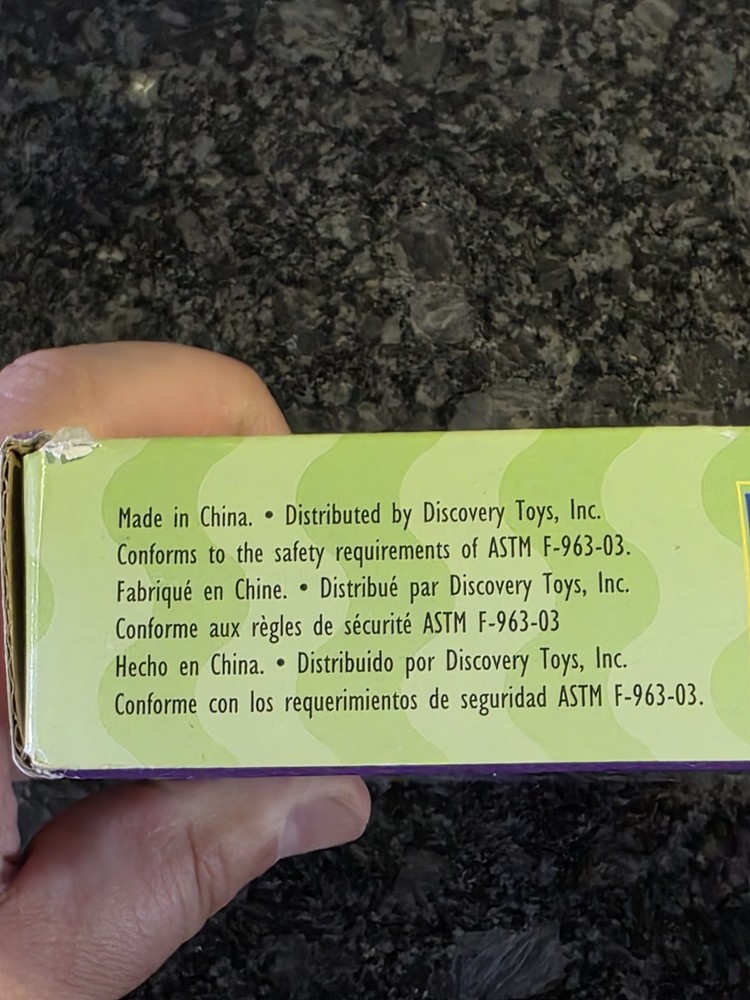 Made in China. • Distributed by Discovery Toys, Inc.
Conforms to the safety requirements of ASTM F-963-03.
Fabriqué en Chine. • Distribué par Discovery Toys, Inc.
Conforme aux règles de sécurité ASTM F-963-03
Hecho en China. • Distribuido por Discovery Toys, Inc.
Conforme con los requerimientos de seguridad ASTM F-963-03.